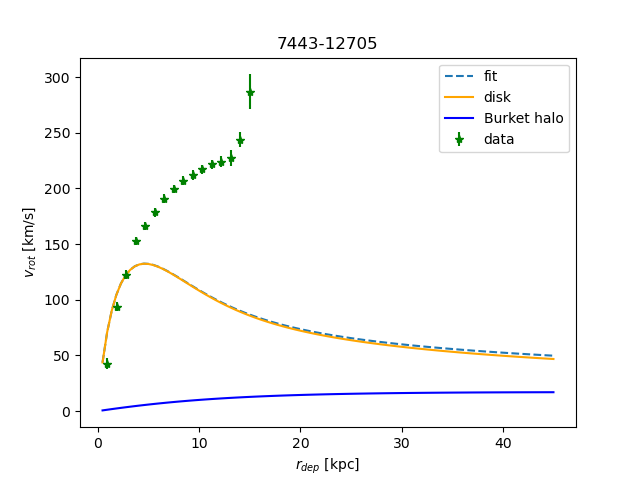 7443-12705
300
250
200
150
100
50
0
v_rot [km/s]
fit
disk
Burket halo
data
0 10 20 30 40
r_dep [kpc]